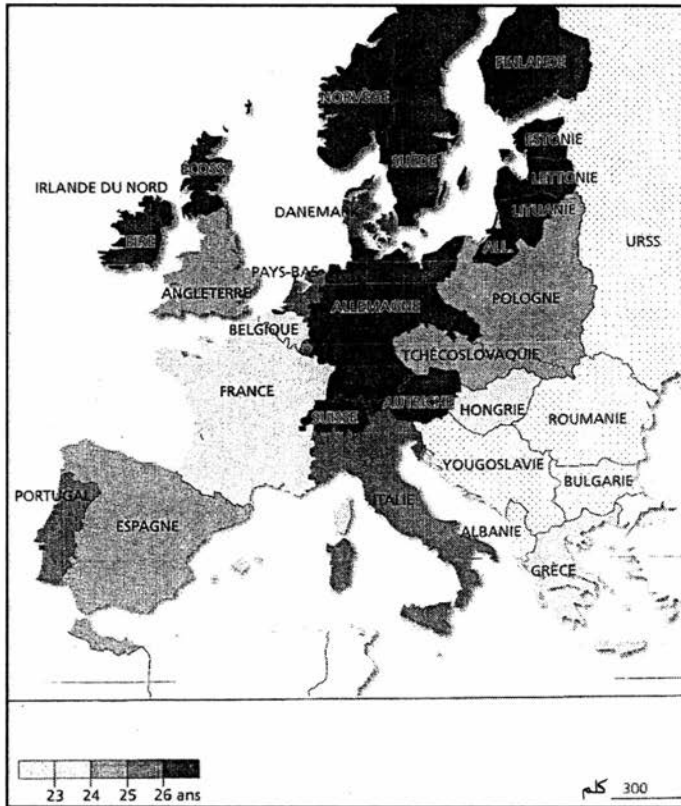 FINLANDE
NORVÈGE
ESTONIE
SUÈDE
ÉCOSSE
LETTONIE
IRLANDE DU NORD
DANEMARK
LITUANIE
EIRE
ALL.
URSS
PAYS-BAS
ANGLETERRE
ALLEMAGNE
POLOGNE
BELGIQUE
TCHÉCOSLOVAQUIE
FRANCE
AUTRICHE
HONGRIE
SUISSE
ROUMANIE
YOUGOSLAVIE
BULGARIE
PORTUGAL
ITALIE
ESPAGNE
ALBANIE
GRÈCE
23 24 25 26 ans
300 كلم